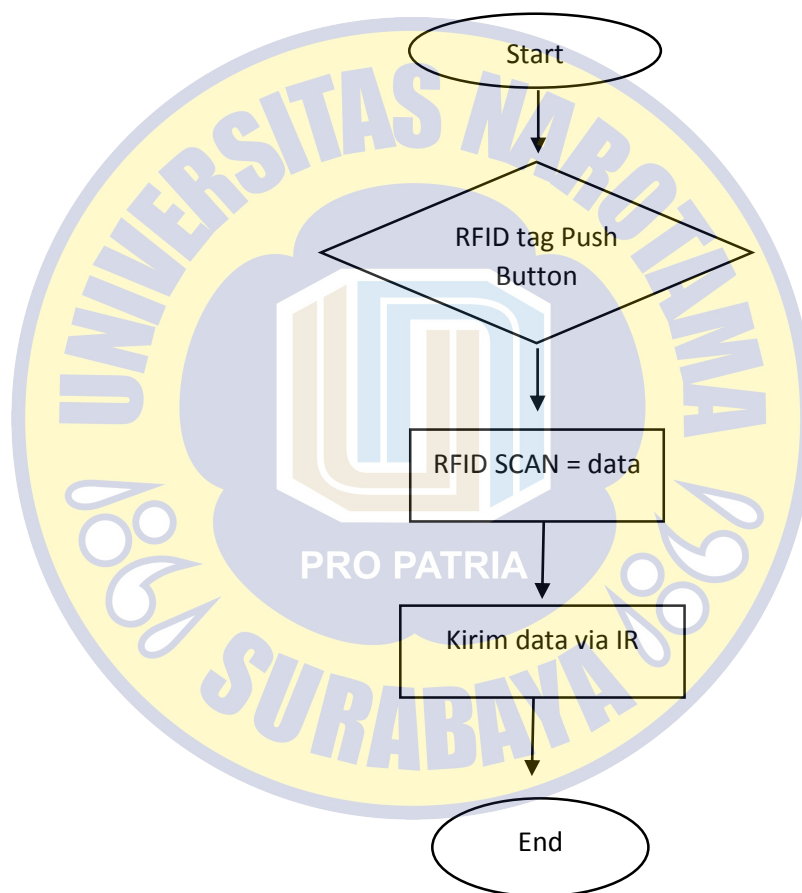 Start
UNIVERSITAS NAROTAMA
RFID tag Push
Button
RFID SCAN = data
PRO PATRIA
Kirim data via IR
SURABAYA
End